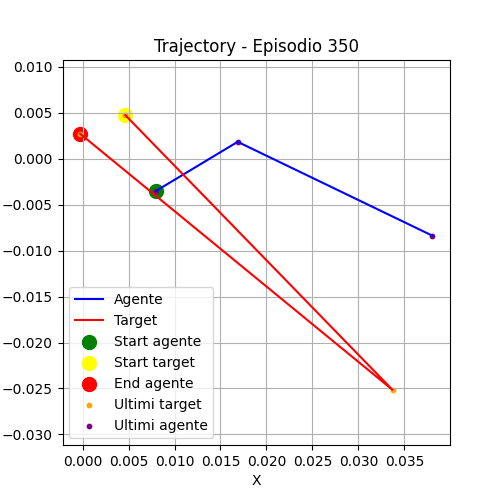 Trajectory - Episodio 350
0.010
0.005
0.000
−0.005
−0.010
−0.015
−0.020
−0.025
−0.030
Agente
Target
Start agente
Start target
End agente
Ultimi target
Ultimi agente
0.000 0.005 0.010 0.015 0.020 0.025 0.030 0.035
X